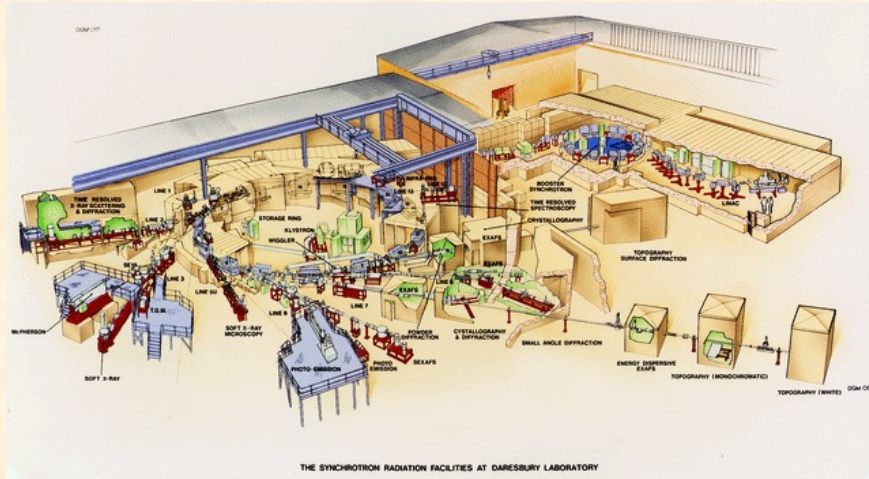 TIME RESOLVED
X-RAY SCATTERING
& DIFFRACTION
LINE 1
LINE 2
LINE 3
T.G.M.
McPHERSON
SOFT X-RAY
LINE 5U
SOFT X-RAY
MICROSCOPY
STORAGE RING
KLYSTRON
WIGGLER
LINE 6
LINE 7
PHOTO-EMISSION
PHOTO
EMISSION
SEXAFS
POWDER
DIFFRACTION
EXAFS
EXAFS
EXAFS
CYSTALLOGRAPHY
& DIFFRACTION
SMALL ANGLE DIFFRACTION
BOOSTER
SYNCHROTRON
TIME RESOLVED
SPECTROSCOPY
CRYSTALLOGRAPHY
LINAC
TOPOGRAPHY
SURFACE DIFFRACTION
ENERGY DISPERSIVE
EXAFS
TOPOGRAPHY (MONOCHROMATIC)
TOPOGRAPHY (WHITE)
THE SYNCHROTRON RADIATION FACILITIES AT DARESBURY LABORATORY